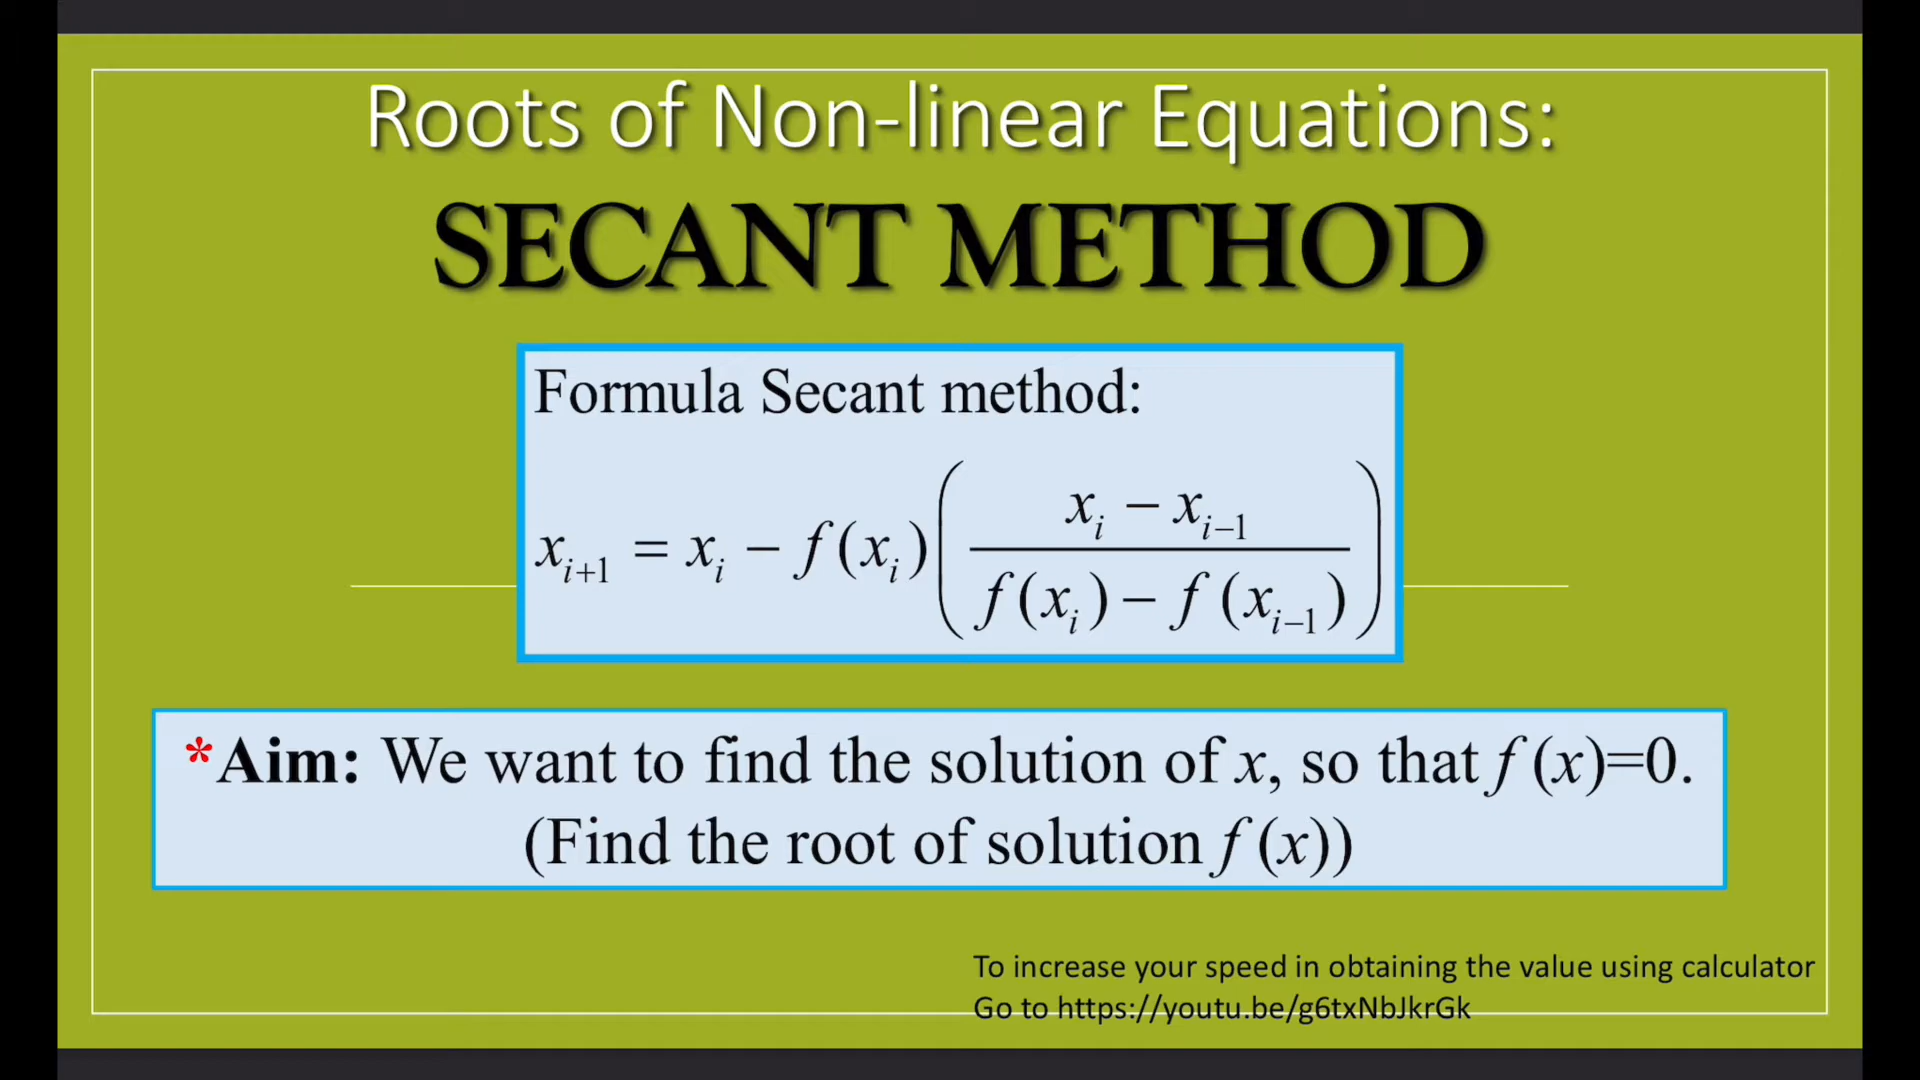 Roots of Non-linear Equations:
SECANT METHOD
Formula Secant method:
x_{i+1} = x_i − f(x_i) ( (x_i − x_{i−1}) / (f(x_i) − f(x_{i−1})) )
*Aim: We want to find the solution of x, so that f(x)=0.
(Find the root of solution f(x))
To increase your speed in obtaining the value using calculator
Go to https://youtu.be/g6txNbJkrGk